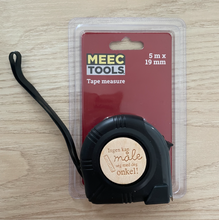 MEEC
TOOLS
Tape measure
5 m x
19 mm
Ingen kan
måle
seg med deg
onkel!